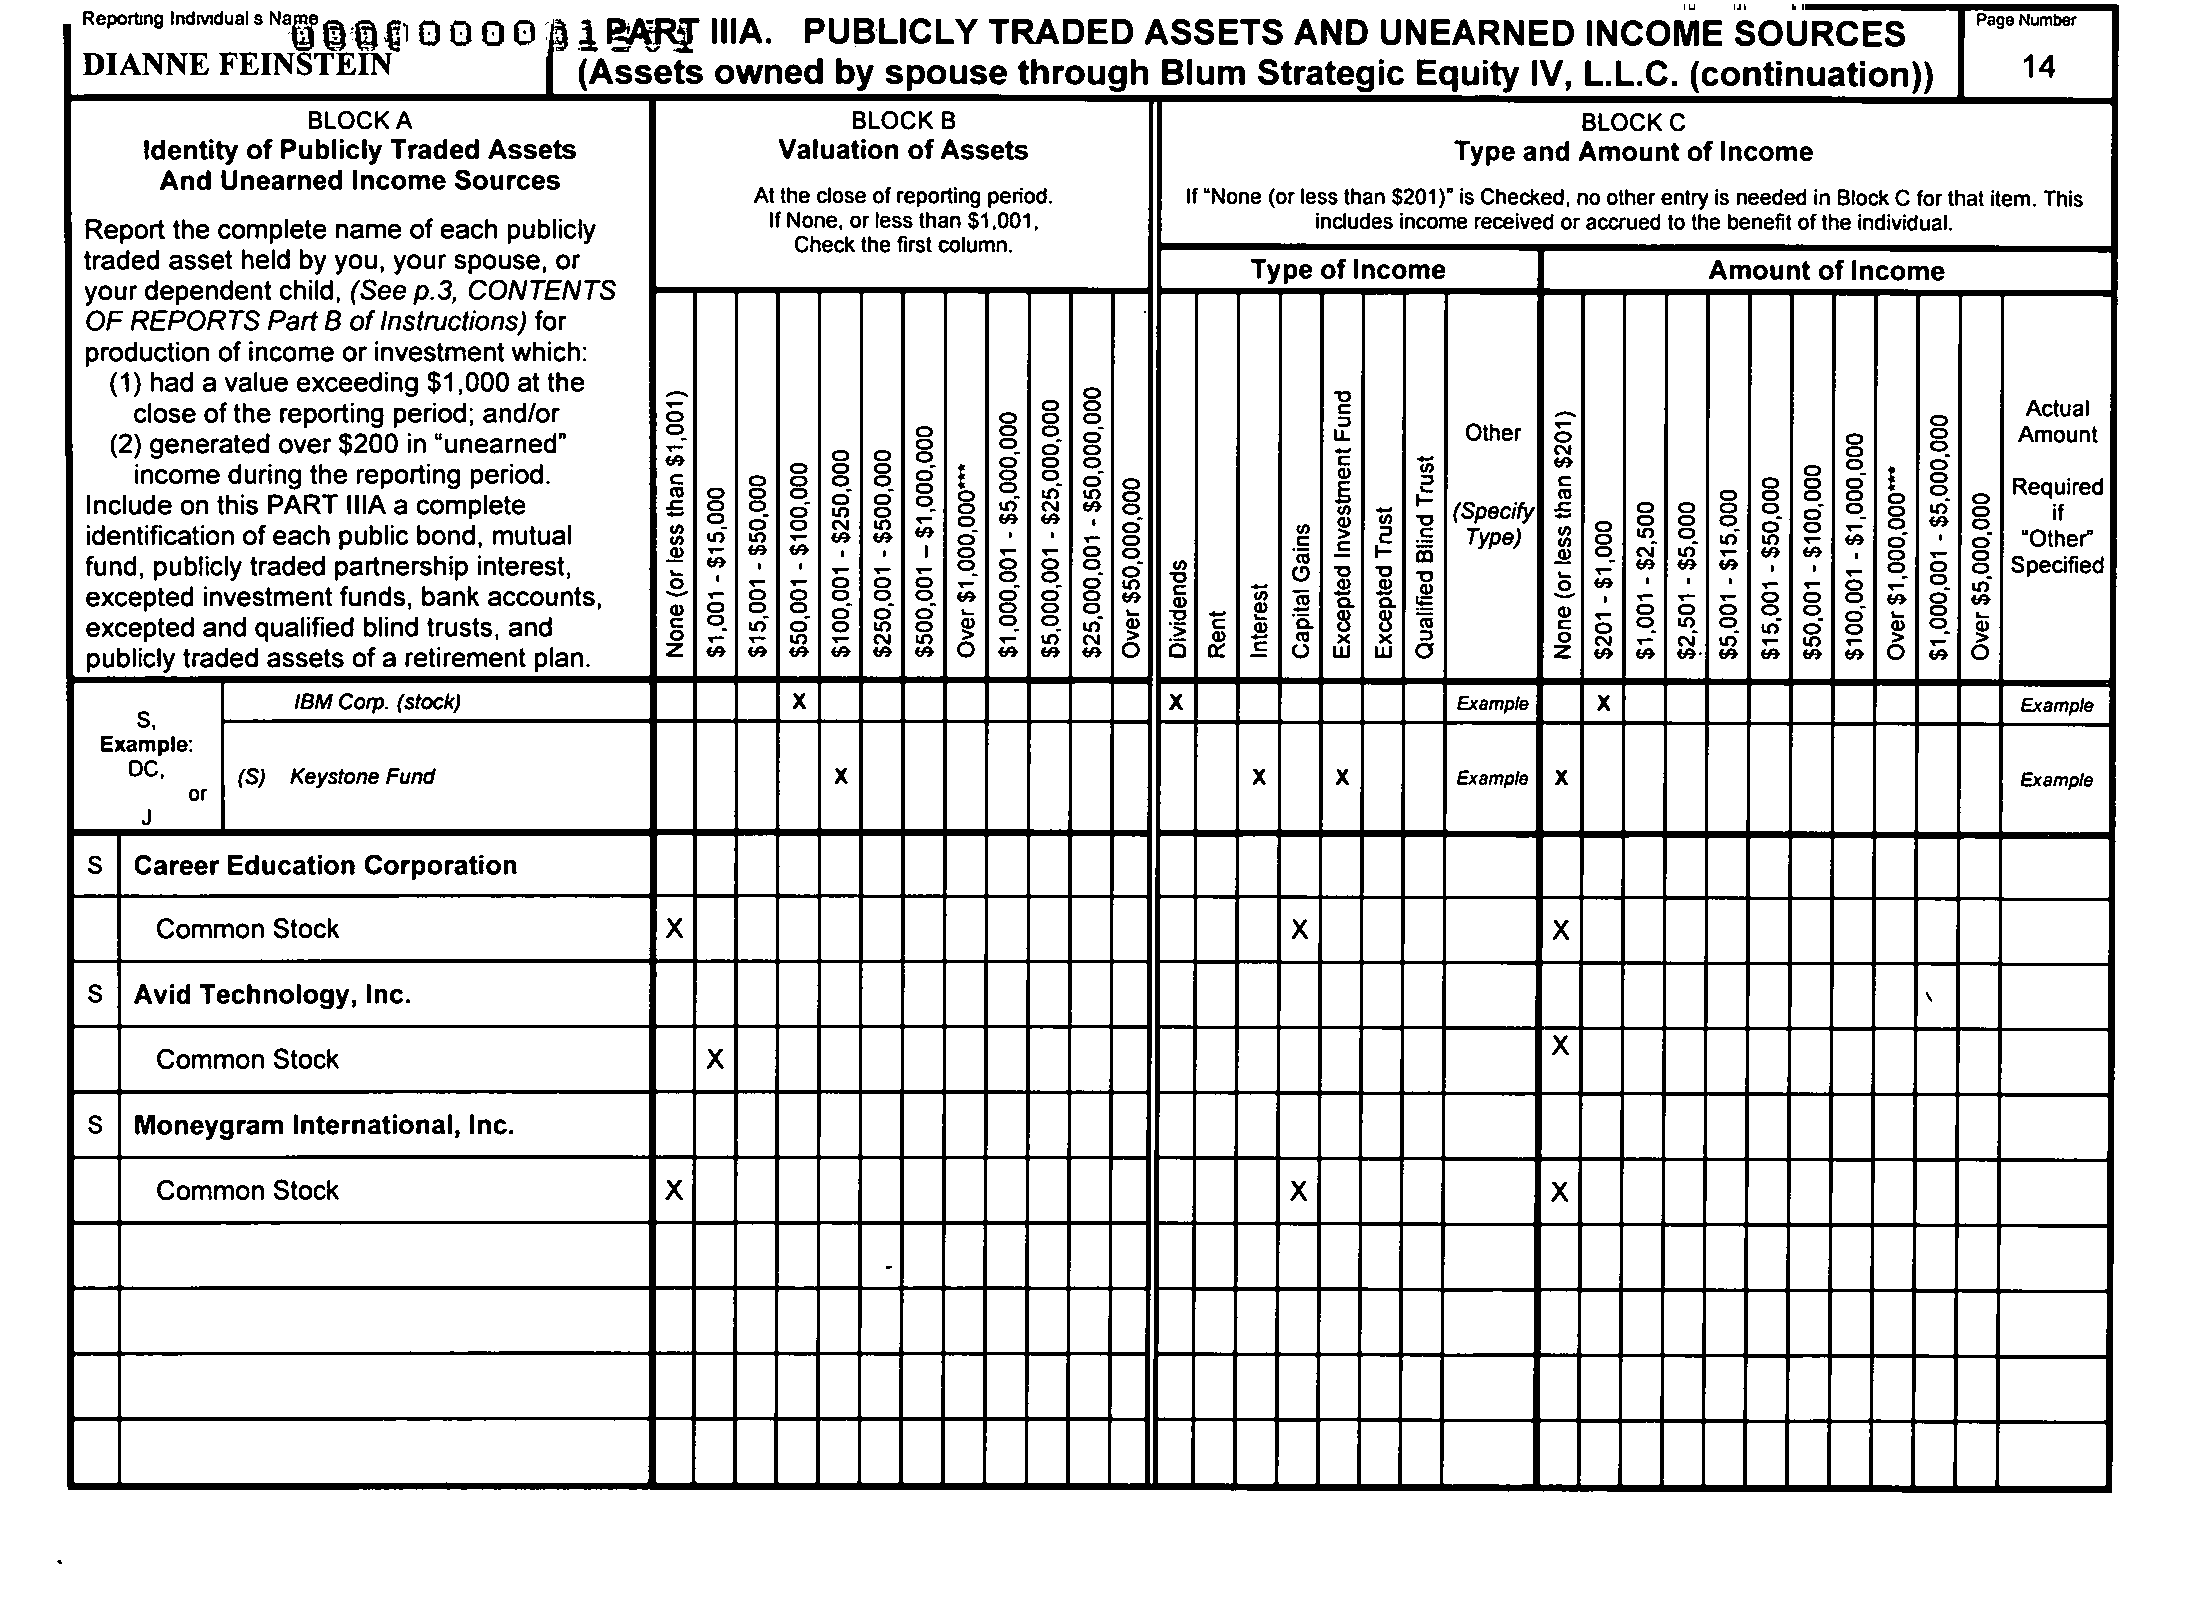 Reporting Individual s Name
DIANNE FEINSTEIN
PART IIIA. PUBLICLY TRADED ASSETS AND UNEARNED INCOME SOURCES
(Assets owned by spouse through Blum Strategic Equity IV, L.L.C. (continuation))
Page Number
14
BLOCK A
Identity of Publicly Traded Assets
And Unearned Income Sources
Report the complete name of each publicly
traded asset held by you, your spouse, or
your dependent child, (See p.3, CONTENTS
OF REPORTS Part B of Instructions) for
production of income or investment which:
(1) had a value exceeding $1,000 at the
close of the reporting period; and/or
(2) generated over $200 in “unearned”
income during the reporting period.
Include on this PART IIIA a complete
identification of each public bond, mutual
fund, publicly traded partnership interest,
excepted investment funds, bank accounts,
excepted and qualified blind trusts, and
publicly traded assets of a retirement plan.
BLOCK B
Valuation of Assets
At the close of reporting period.
If None, or less than $1,001,
Check the first column.
None (or less than $1,001)
$1,001 - $15,000
$15,001 - $50,000
$50,001 - $100,000
$100,001 - $250,000
$250,001 - $500,000
$500,001 – $1,000,000
Over $1,000,000***
$1,000,001 - $5,000,000
$5,000,001 - $25,000,000
$25,000,001 - $50,000,000
Over $50,000,000
BLOCK C
Type and Amount of Income
If “None (or less than $201)” is Checked, no other entry is needed in Block C for that item. This
includes income received or accrued to the benefit of the individual.
Type of Income
Dividends
Rent
Interest
Capital Gains
Excepted Investment Fund
Excepted Trust
Qualified Blind Trust
Other
(Specify
Type)
Amount of Income
None (or less than $201)
$201 - $1,000
$1,001 - $2,500
$2,501 - $5,000
$5,001 - $15,000
$15,001 - $50,000
$50,001 - $100,000
$100,001 - $1,000,000
Over $1,000,000***
$1,000,001 - $5,000,000
Over $5,000,000
Actual
Amount
Required
if
“Other”
Specified
S,
Example:
DC,
or
J
IBM Corp. (stock) X X Example X Example
(S) Keystone Fund X X X Example X Example
S Career Education Corporation
Common Stock X X X
S Avid Technology, Inc.
Common Stock X X
S Moneygram International, Inc.
Common Stock X X X